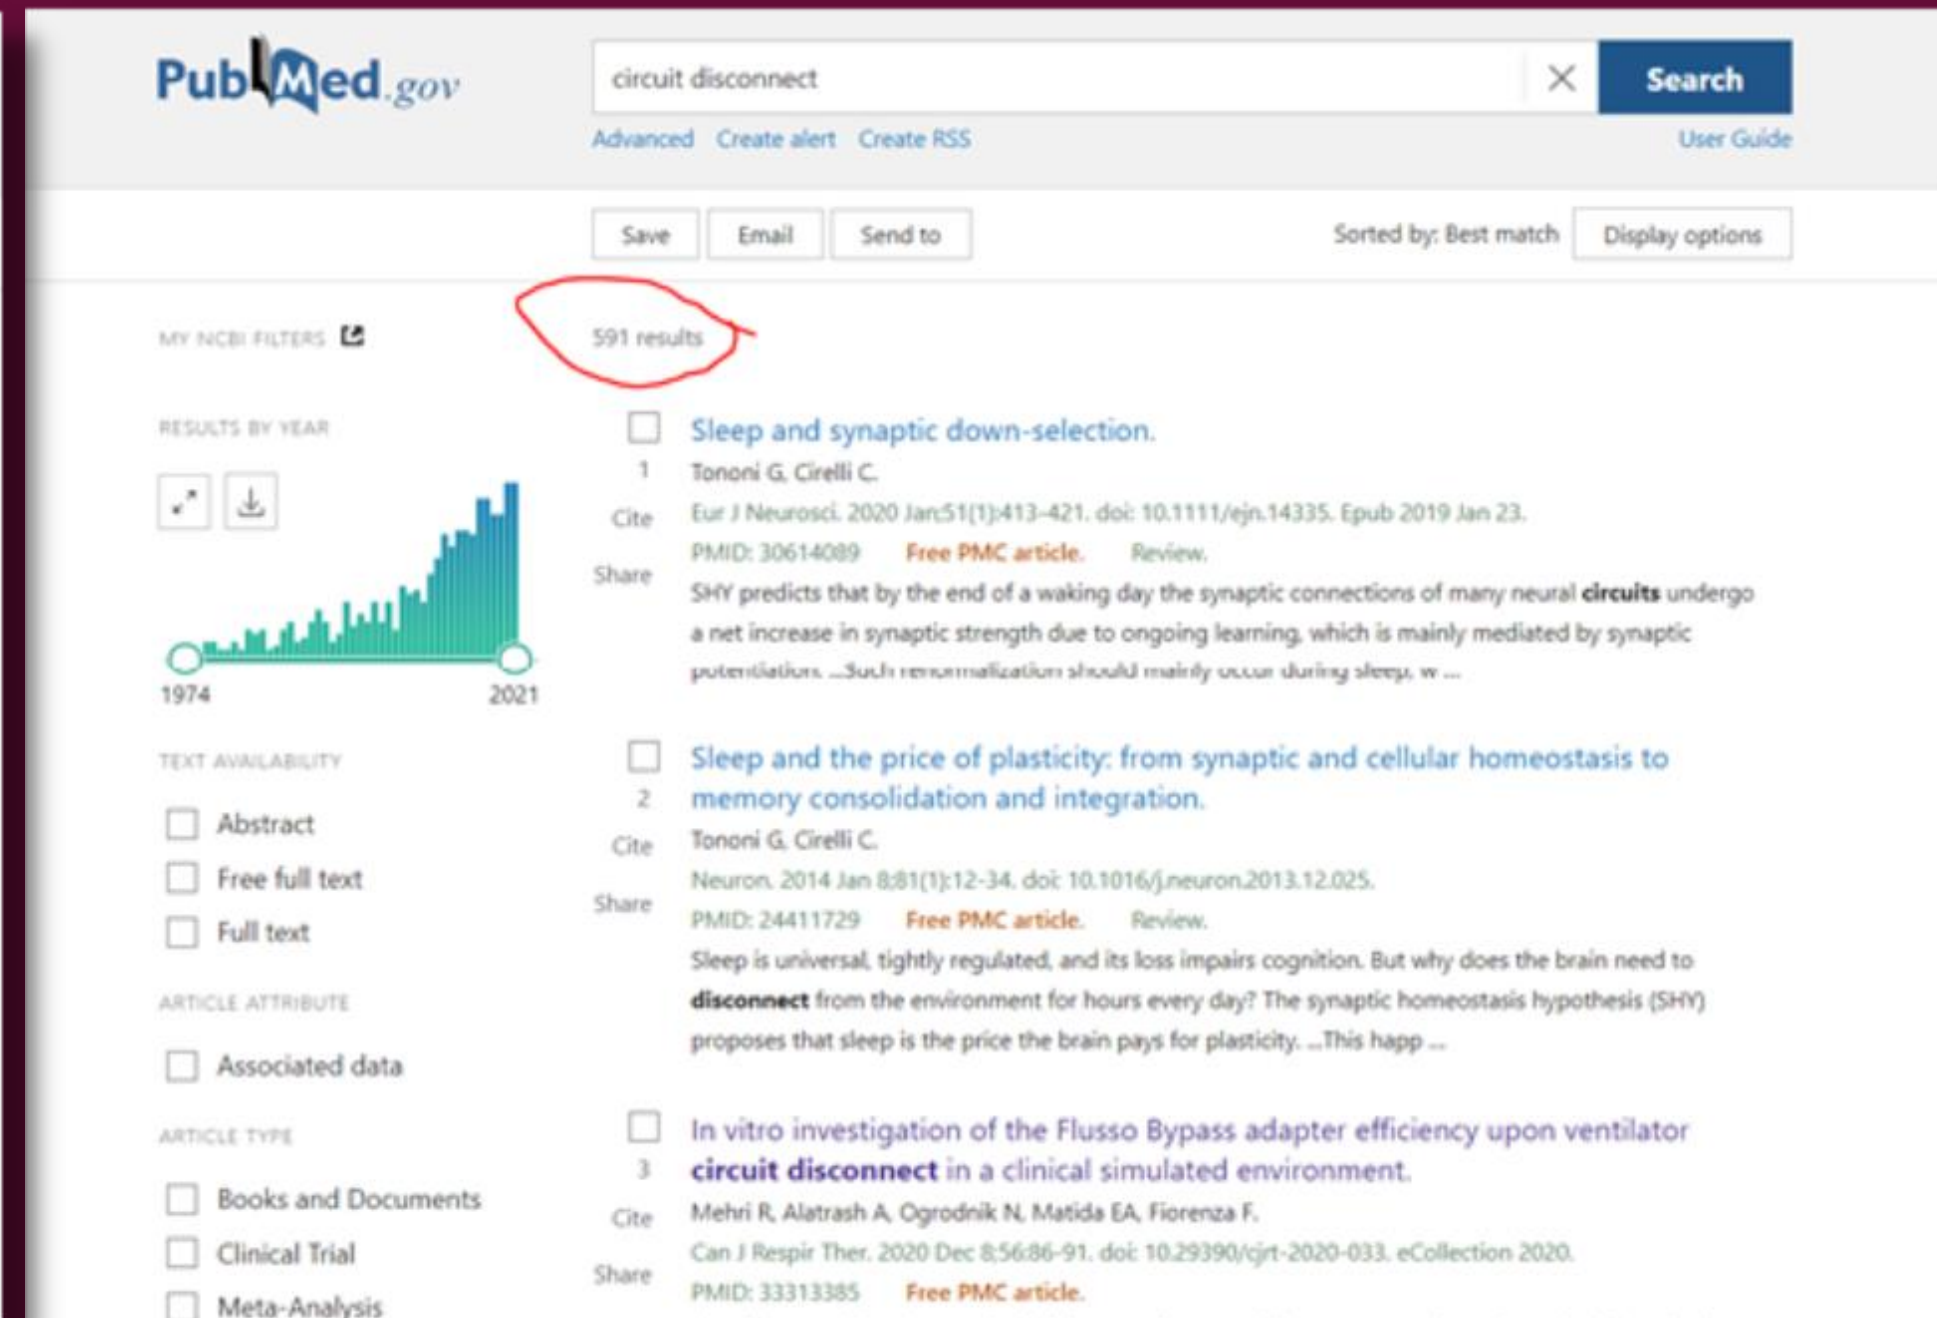 PubMed.gov
circuit disconnect
Search
Advanced Create alert Create RSS
User Guide
Save Email Send to
Sorted by: Best match Display options
MY NCBI FILTERS
591 results
RESULTS BY YEAR
1974 2021
TEXT AVAILABILITY
Abstract
Free full text
Full text
ARTICLE ATTRIBUTE
Associated data
ARTICLE TYPE
Books and Documents
Clinical Trial
Meta-Analysis
Sleep and synaptic down-selection.
1 Tononi G, Cirelli C.
Cite Eur J Neurosci. 2020 Jan;51(1):413-421. doi: 10.1111/ejn.14335. Epub 2019 Jan 23.
PMID: 30614089 Free PMC article. Review.
Share
SHY predicts that by the end of a waking day the synaptic connections of many neural circuits undergo
a net increase in synaptic strength due to ongoing learning, which is mainly mediated by synaptic
potentiation. ...Such renormalization should mainly occur during sleep, w ...
Sleep and the price of plasticity: from synaptic and cellular homeostasis to
2 memory consolidation and integration.
Cite Tononi G, Cirelli C.
Neuron. 2014 Jan 8;81(1):12-34. doi: 10.1016/j.neuron.2013.12.025.
Share
PMID: 24411729 Free PMC article. Review.
Sleep is universal, tightly regulated, and its loss impairs cognition. But why does the brain need to
disconnect from the environment for hours every day? The synaptic homeostasis hypothesis (SHY)
proposes that sleep is the price the brain pays for plasticity. ...This happ ...
In vitro investigation of the Flusso Bypass adapter efficiency upon ventilator
3 circuit disconnect in a clinical simulated environment.
Cite Mehri R, Alatrash A, Ogrodnik N, Matida EA, Fiorenza F.
Can J Respir Ther. 2020 Dec 8;56:86-91. doi: 10.29390/cjrt-2020-033. eCollection 2020.
Share
PMID: 33313385 Free PMC article.